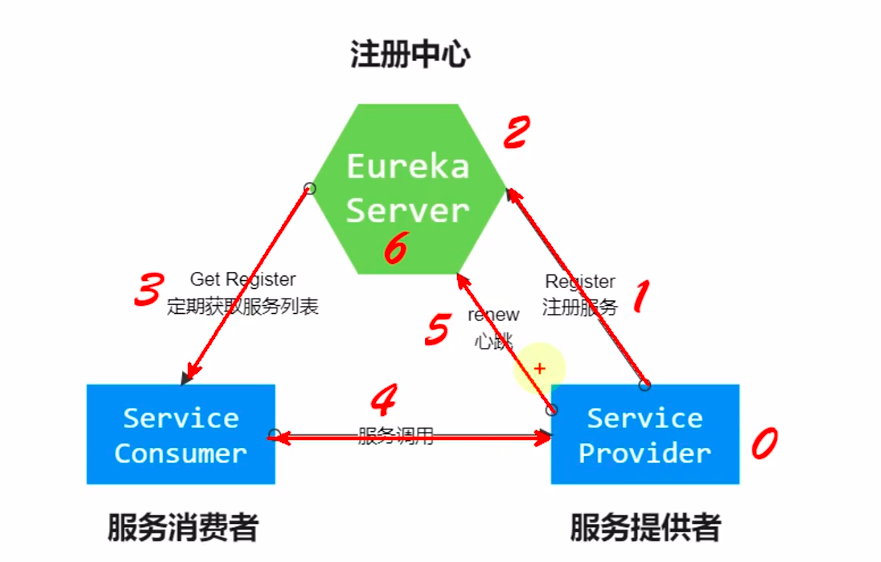 注册中心
Eureka
Server
2
6
3
Get Register
定期获取服务列表
Register
注册服务
1
5
renew
心跳
4
服务调用
Service
Consumer
Service
Provider
0
服务消费者
服务提供者